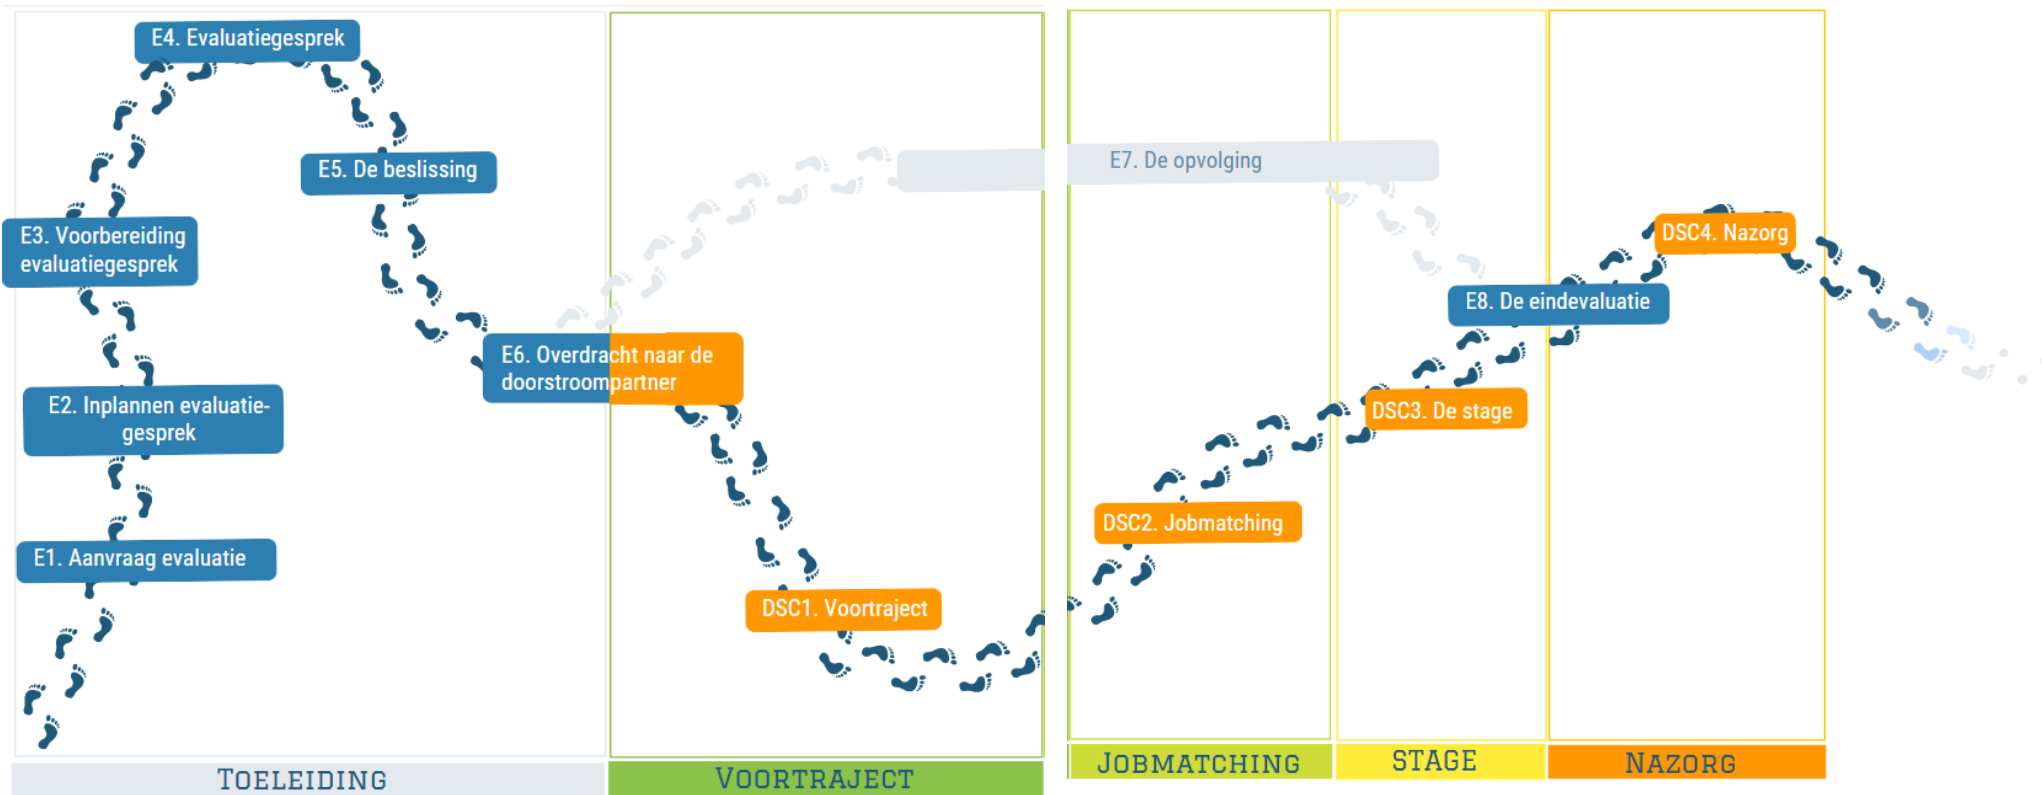 E4. Evaluatiegesprek
E5. De beslissing
E3. Voorbereiding
evaluatiegesprek
E2. Inplannen evaluatie-
gesprek
E1. Aanvraag evaluatie
E6. Overdracht naar de
doorstroompartner
DSC1. Voortraject
E7. De opvolging
DSC2. Jobmatching
DSC3. De stage
E8. De eindevaluatie
DSC4. Nazorg
TOELEIDING
VOORTRAJECT
JOBMATCHING
STAGE
NAZORG